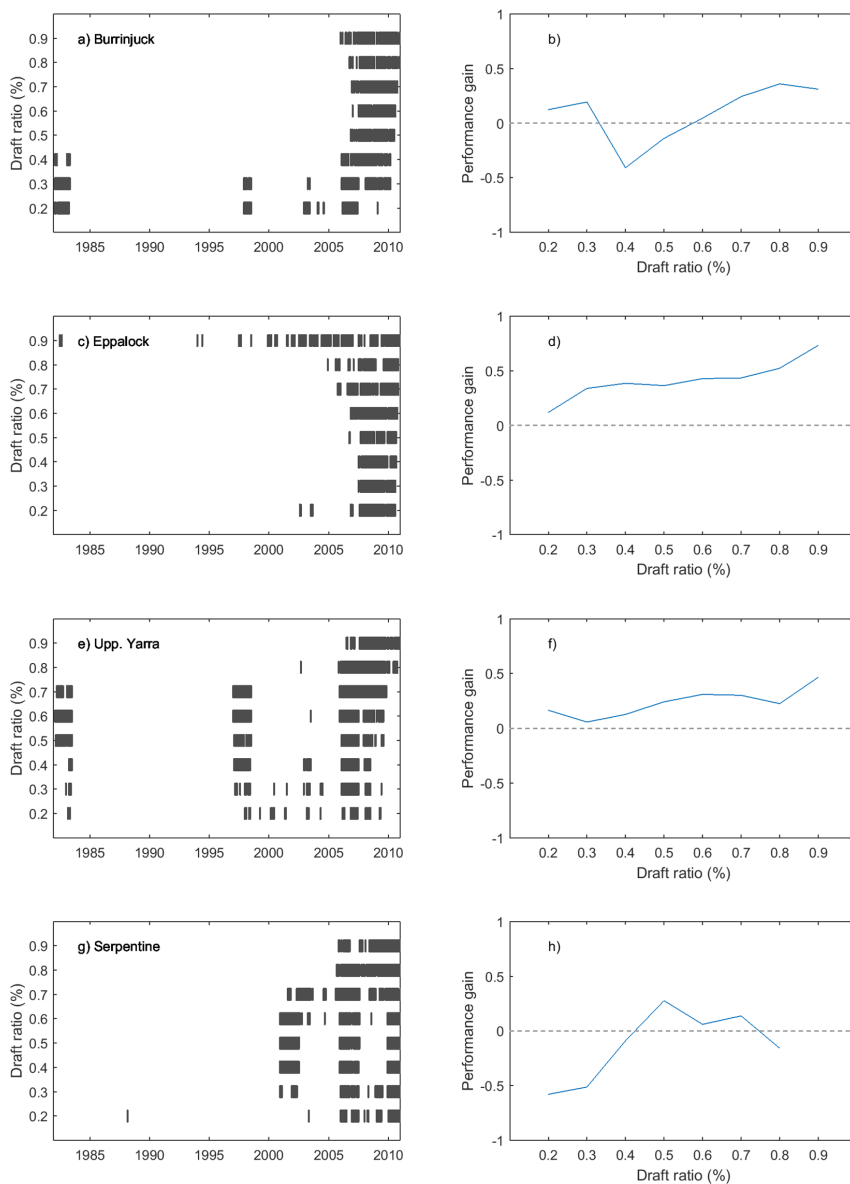 a) Burrinjuck
Draft ratio (%)
0.9
0.8
0.7
0.6
0.5
0.4
0.3
0.2
1985 1990 1995 2000 2005 2010
b)
Performance gain
1
0.5
0
-0.5
-1
0.2 0.3 0.4 0.5 0.6 0.7 0.8 0.9
Draft ratio (%)
c) Eppalock
Draft ratio (%)
0.9
0.8
0.7
0.6
0.5
0.4
0.3
0.2
1985 1990 1995 2000 2005 2010
d)
Performance gain
1
0.5
0
-0.5
-1
0.2 0.3 0.4 0.5 0.6 0.7 0.8 0.9
Draft ratio (%)
e) Upp. Yarra
Draft ratio (%)
0.9
0.8
0.7
0.6
0.5
0.4
0.3
0.2
1985 1990 1995 2000 2005 2010
f)
Performance gain
1
0.5
0
-0.5
-1
0.2 0.3 0.4 0.5 0.6 0.7 0.8 0.9
Draft ratio (%)
g) Serpentine
Draft ratio (%)
0.9
0.8
0.7
0.6
0.5
0.4
0.3
0.2
1985 1990 1995 2000 2005 2010
h)
Performance gain
1
0.5
0
-0.5
-1
0.2 0.3 0.4 0.5 0.6 0.7 0.8 0.9
Draft ratio (%)